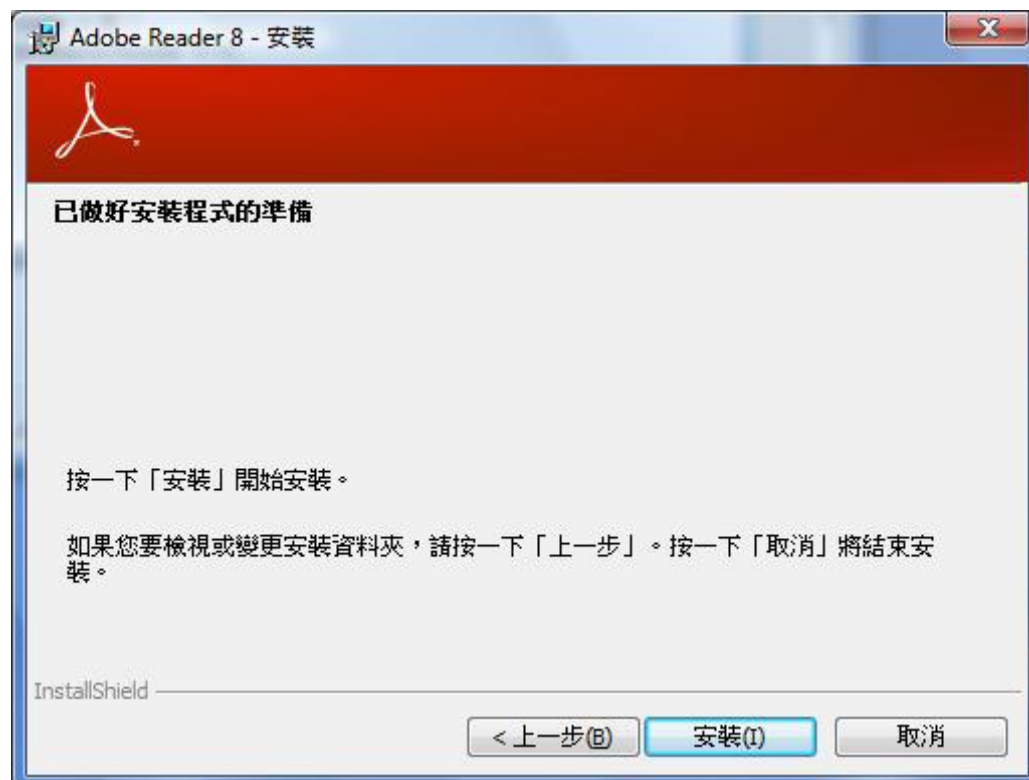 Adobe Reader 8 - 安裝
已做好安裝程式的準備
按一下「安裝」開始安裝。
如果您要檢視或變更安裝資料夾，請按一下「上一步」。按一下「取消」將結束安
裝。
InstallShield
< 上一步(B)
安裝(I)
取消